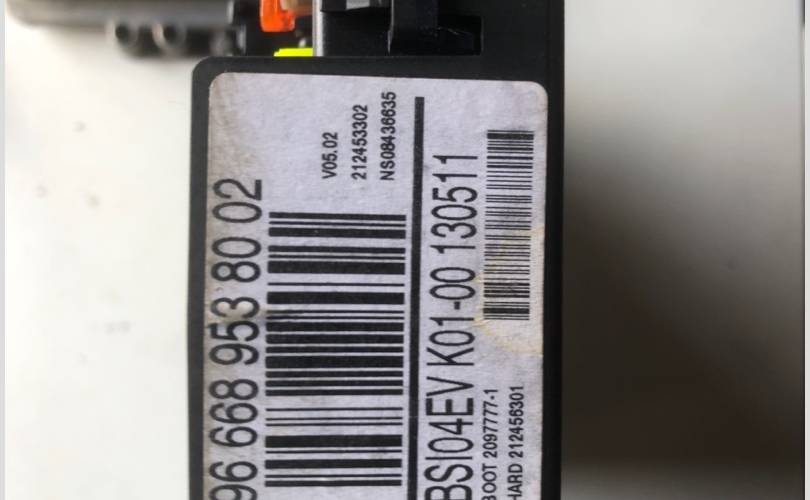 96 668 953 80 02
V05.02
212453302
NS08436635
BSI04EV K01-00 130511
BOOT 2097777-1
HARD 212456301